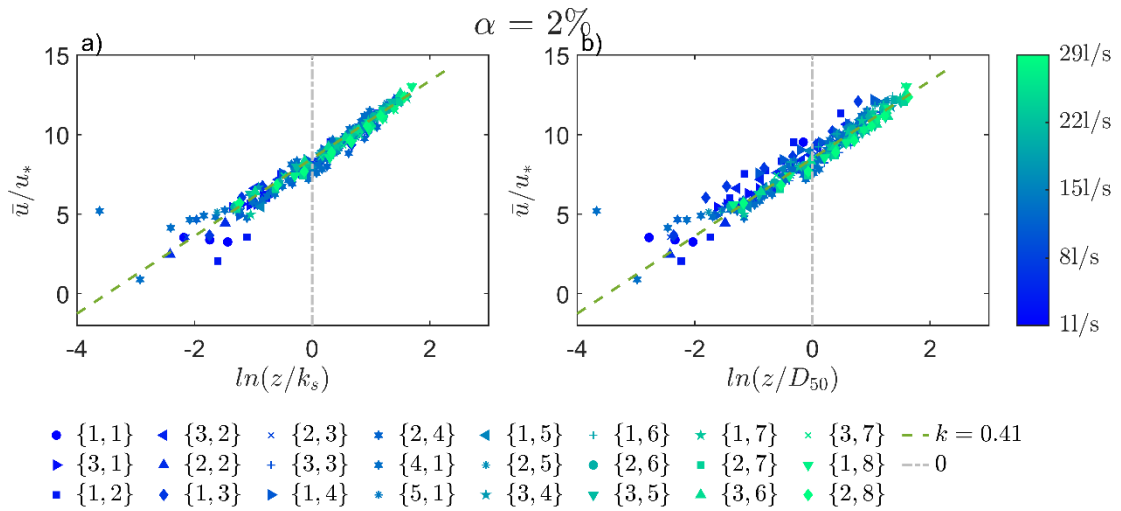 α = 2%
a)
b)
15
10
5
0
ū/u*
-4
-2
0
2
ln(z/k_s)
15
10
5
0
ū/u*
-4
-2
0
2
ln(z/D_50)
29l/s
22l/s
15l/s
8l/s
1l/s
{1, 1} {3, 2} {2, 3} {2, 4} {1, 5} {1, 6} {1, 7} {3, 7} k = 0.41
{3, 1} {2, 2} {3, 3} {4, 1} {2, 5} {2, 6} {2, 7} {1, 8} 0
{1, 2} {1, 3} {1, 4} {5, 1} {3, 4} {3, 5} {3, 6} {2, 8}